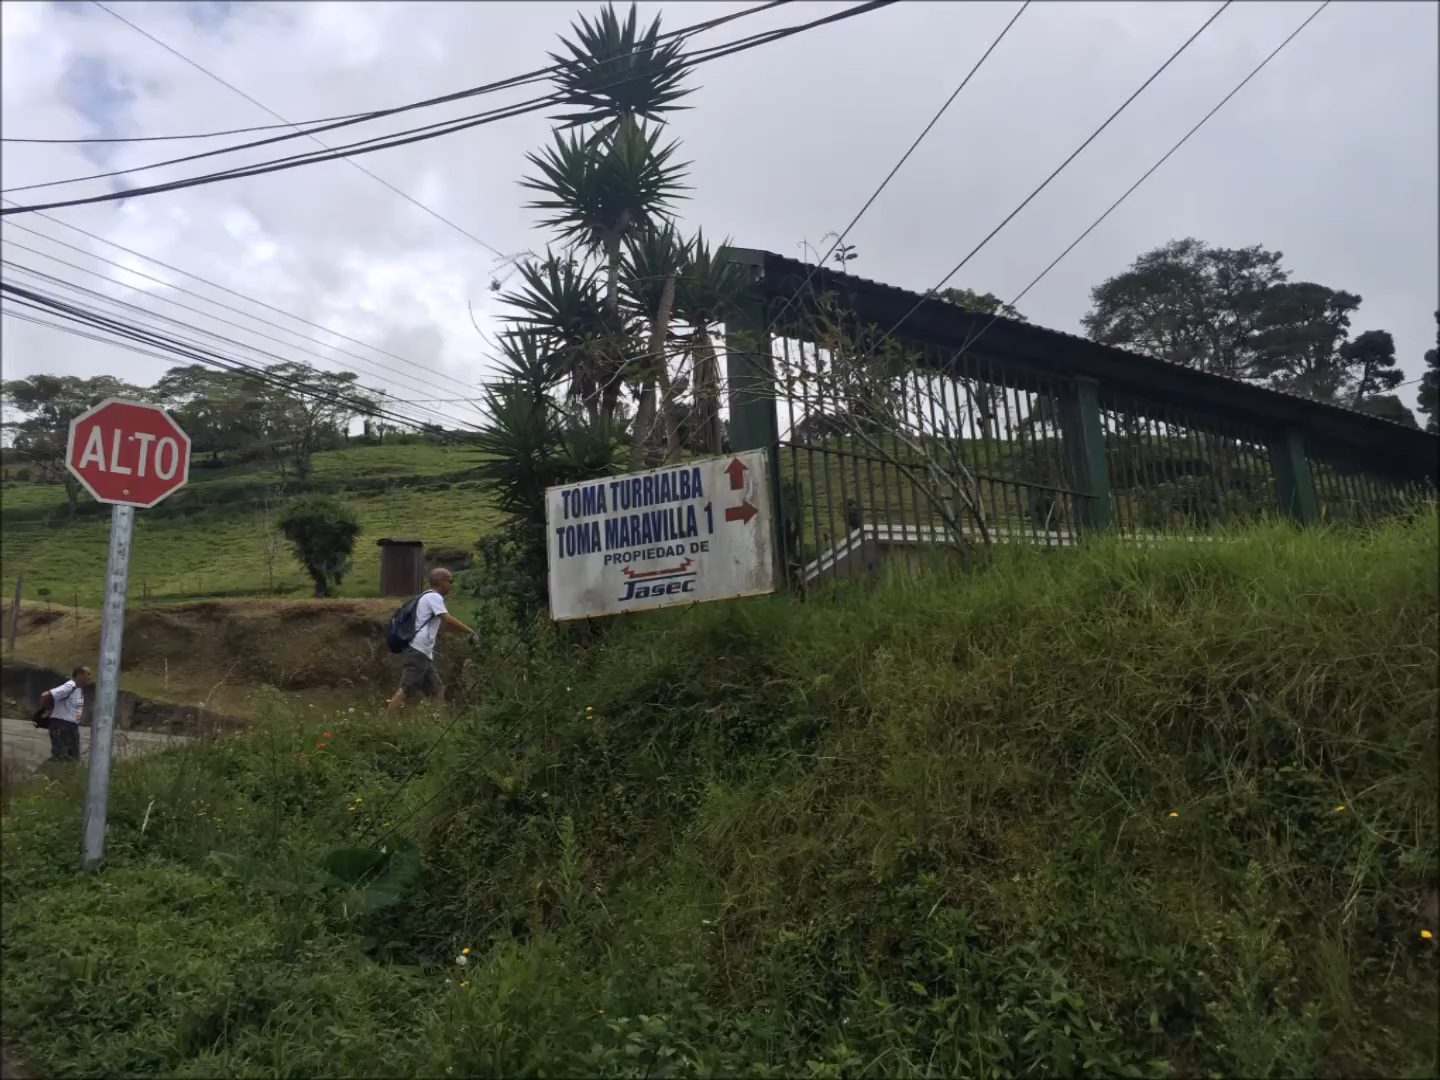 ALTO
TOMA TURRIALBA
TOMA MARAVILLA 1
PROPIEDAD DE
Jasec